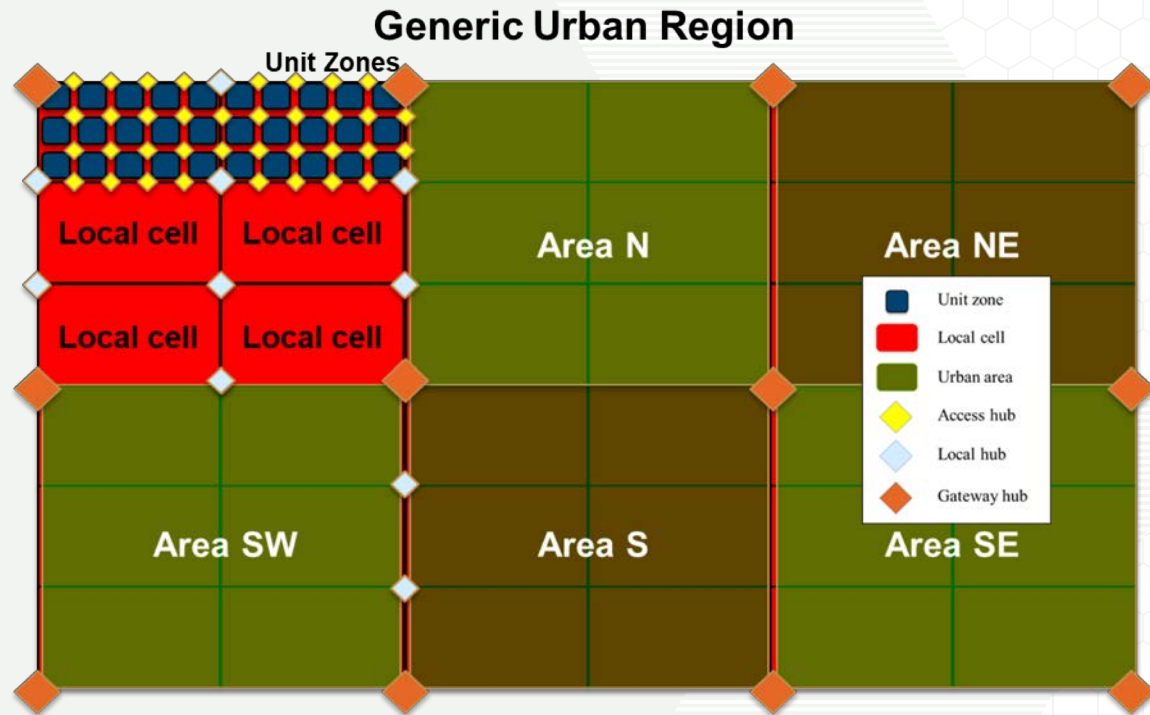 Generic Urban Region
Unit Zones
Local cell
Local cell
Area N
Area NE
Unit zone
Local cell
Local cell
Local cell
Urban area
Access hub
Local hub
Gateway hub
Area SW
Area S
Area SE